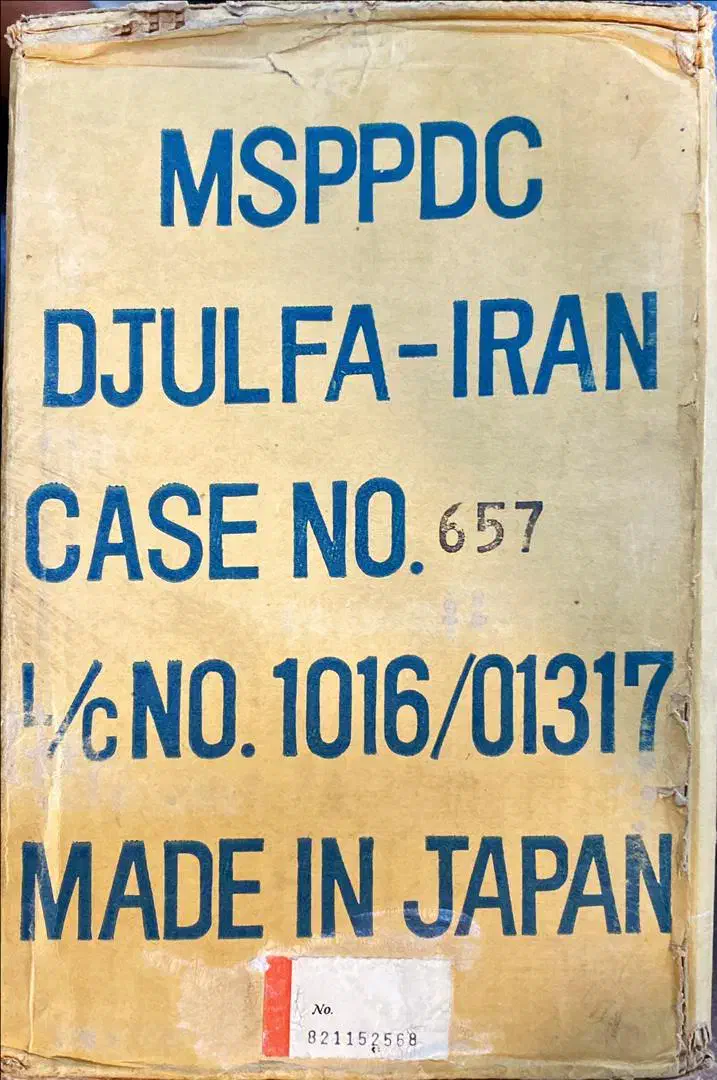 MSPPDC
DJULFA-IRAN
CASE NO. 657
L/C NO. 1016/01317
MADE IN JAPAN
No.
821152568